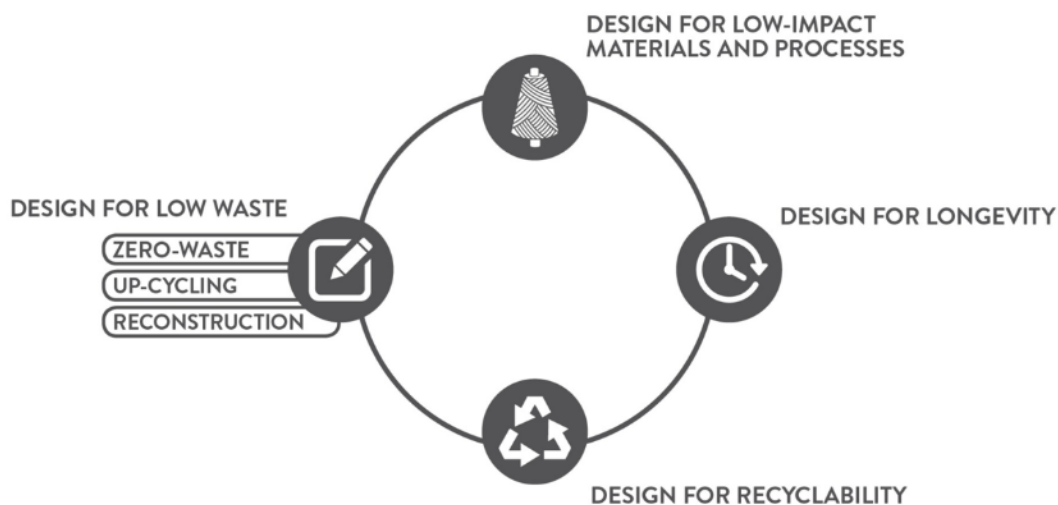 DESIGN FOR LOW-IMPACT
MATERIALS AND PROCESSES
DESIGN FOR LOW WASTE
ZERO-WASTE
UP-CYCLING
RECONSTRUCTION
DESIGN FOR LONGEVITY
DESIGN FOR RECYCLABILITY